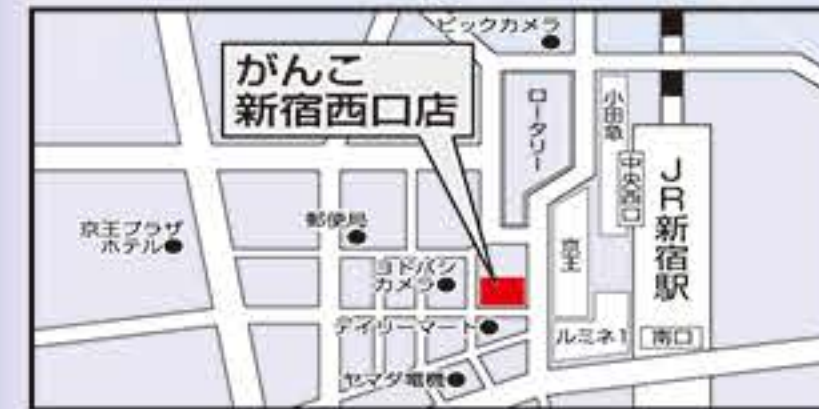 ビックカメラ
がんこ
新宿西口店
ロータリー
小田急
中央西口
JR新宿駅
京王プラザ
ホテル
郵便局
ヨドバシ
カメラ
京王
デイリーマート
ルミネ1
南口
ヤマダ電機